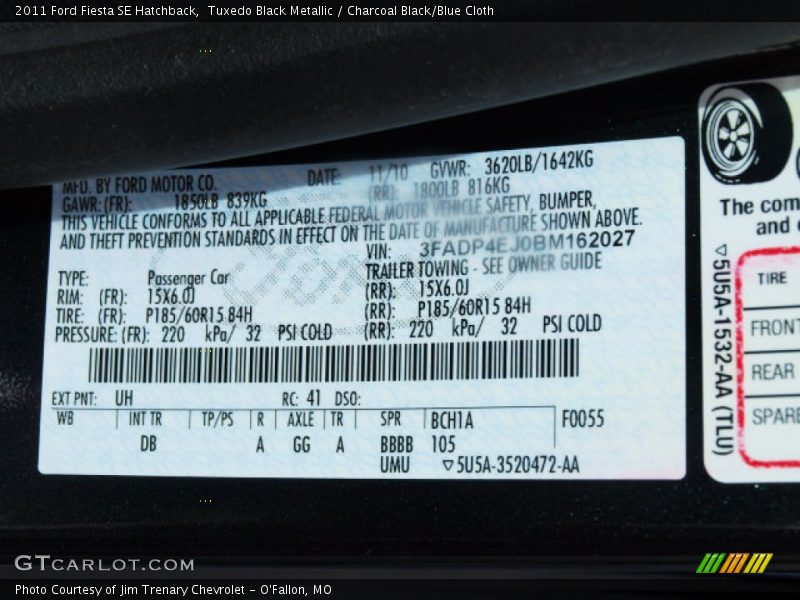 2011 Ford Fiesta SE Hatchback,  Tuxedo Black Metallic / Charcoal Black/Blue Cloth
MFD. BY FORD MOTOR CO. DATE: 11/10 GVWR: 3620LB/1642KG
GAWR: (FR): 1850LB 839KG (RR): 1800LB 816KG
THIS VEHICLE CONFORMS TO ALL APPLICABLE FEDERAL MOTOR VEHICLE SAFETY, BUMPER,
AND THEFT PREVENTION STANDARDS IN EFFECT ON THE DATE OF MANUFACTURE SHOWN ABOVE.
VIN: 3FADP4EJ0BM162027
TYPE: Passenger Car TRAILER TOWING - SEE OWNER GUIDE
RIM: (FR): 15X6.0J (RR): 15X6.0J
TIRE: (FR): P185/60R15 84H (RR): P185/60R15 84H
PRESSURE: (FR): 220 kPa/ 32 PSI COLD (RR): 220 kPa/ 32 PSI COLD
EXT PNT: UH RC: 41 DSO:
WB INT TR TP/PS R AXLE TR SPR BCH1A F0055
DB A GG A BBBB 105
UMU ▽5U5A-3520472-AA
The com
and
▽5U5A-1532-AA (TLU)
TIRE
FRONT
REAR
SPARE
GTCARLOT.COM
Photo Courtesy of Jim Trenary Chevrolet - O'Fallon, MO